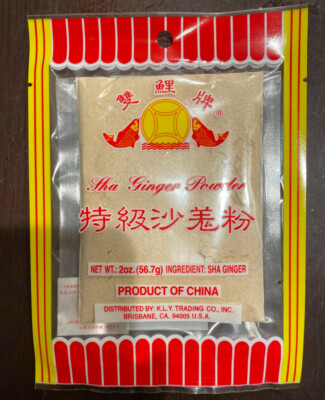 雙鯉牌
®
Sha Ginger Powder
特級沙羗粉
NET WT.: 2oz.(56.7g) INGREDIENT: SHA GINGER
PRODUCT OF CHINA
DISTRIBUTED BY: K.L.Y. TRADING CO., INC.
BRISBANE, CA. 94005 U.S.A.